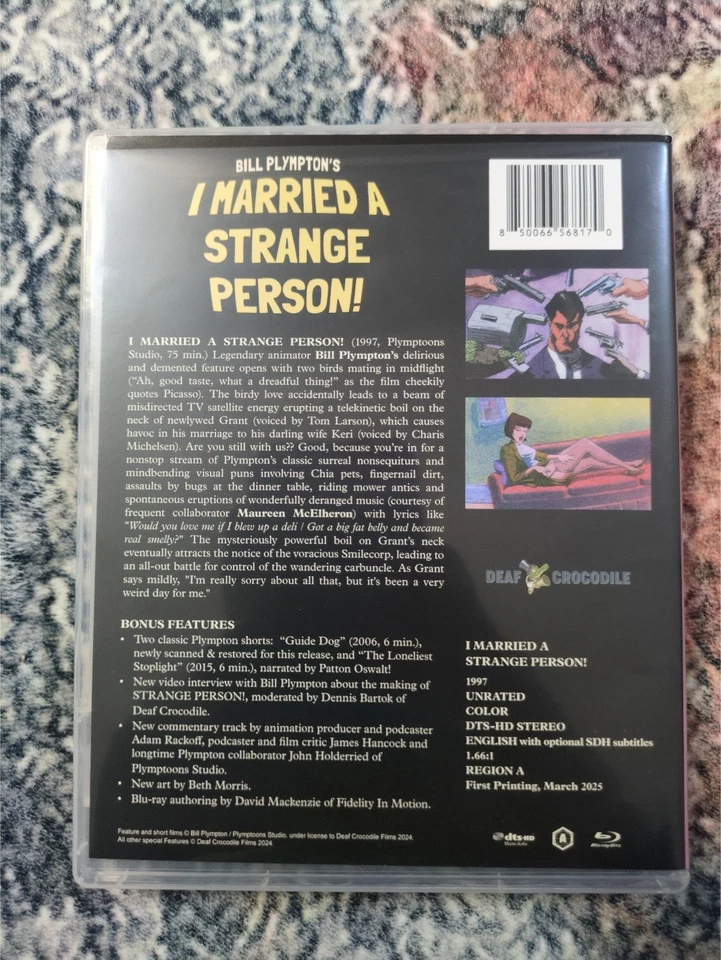 BILL PLYMPTON'S
I MARRIED A
STRANGE
PERSON!
8 50066 56817 0
I MARRIED A STRANGE PERSON! (1997, Plymptoons
Studio, 75 min.) Legendary animator Bill Plympton's delirious
and demented feature opens with two birds mating in midflight
("Ah, good taste, what a dreadful thing!" as the film cheekily
quotes Picasso). The birdy love accidentally leads to a beam of
misdirected TV satellite energy erupting a telekinetic boil on the
neck of newlywed Grant (voiced by Tom Larson), which causes
havoc in his marriage to his darling wife Keri (voiced by Charis
Michelsen). Are you still with us?? Good, because you're in for a
nonstop stream of Plympton's classic surreal nonsequiturs and
mindbending visual puns involving Chia pets, fingernail dirt,
assaults by bugs at the dinner table, riding mower antics and
spontaneous eruptions of wonderfully deranged music (courtesy of
frequent collaborator Maureen McElheron) with lyrics like
"Would you love me if I blew up a deli / Got a big fat belly and became
real smelly?" The mysteriously powerful boil on Grant's neck
eventually attracts the notice of the voracious Smilecorp, leading to
an all-out battle for control of the wandering carbuncle. As Grant
says mildly, "I'm really sorry about all that, but it's been a very
weird day for me."
DEAF CROCODILE
BONUS FEATURES
• Two classic Plympton shorts: "Guide Dog" (2006, 6 min.),
newly scanned & restored for this release, and "The Loneliest
Stoplight" (2015, 6 min.), narrated by Patton Oswalt!
• New video interview with Bill Plympton about the making of
STRANGE PERSON!, moderated by Dennis Bartok of
Deaf Crocodile.
• New commentary track by animation producer and podcaster
Adam Rackoff, podcaster and film critic James Hancock and
longtime Plympton collaborator John Holderried of
Plymptoons Studio.
• New art by Beth Morris.
• Blu-ray authoring by David Mackenzie of Fidelity In Motion.
I MARRIED A
STRANGE PERSON!
1997
UNRATED
COLOR
DTS-HD STEREO
ENGLISH with optional SDH subtitles
1.66:1
REGION A
First Printing, March 2025
Feature and short films © Bill Plympton / Plymptoons Studio, under license to Deaf Crocodile Films 2024.
All other special Features © Deaf Crocodile Films 2024.
dts-HD
Master Audio
A
Blu-ray Disc